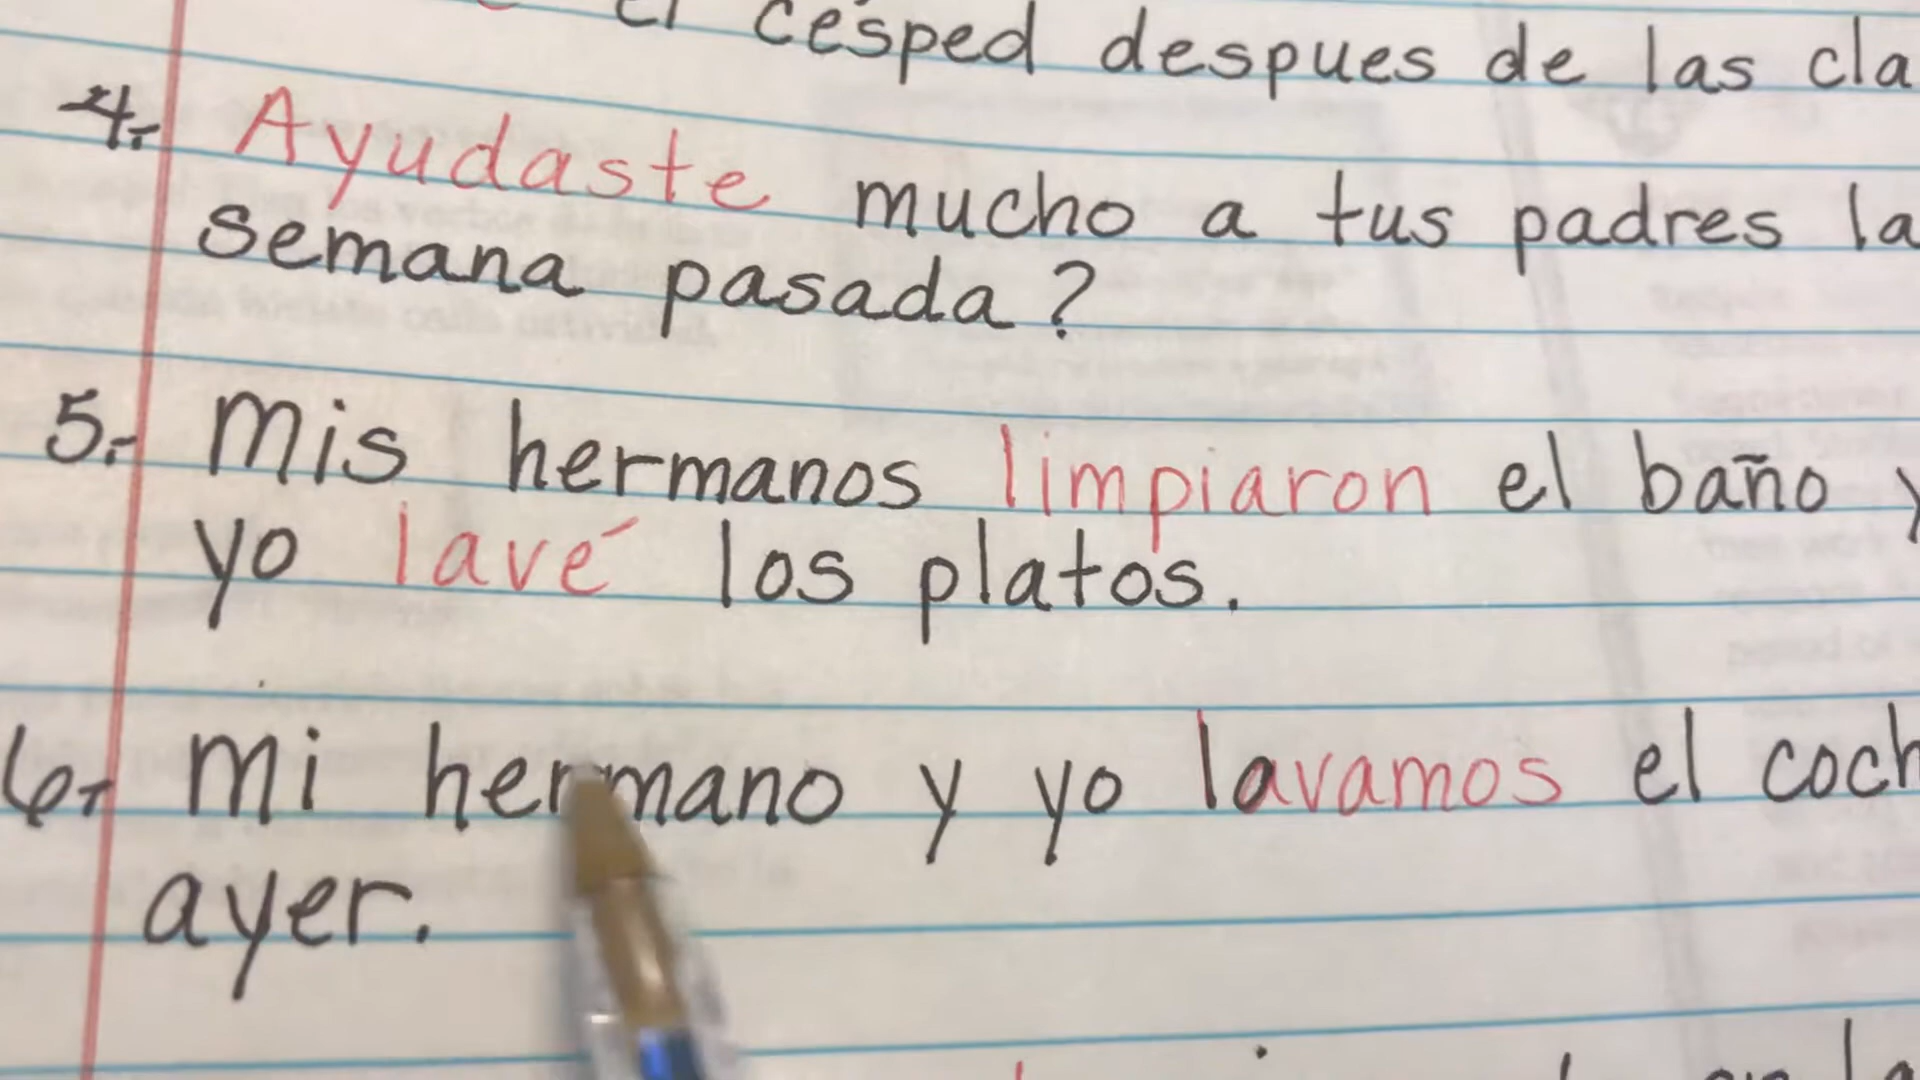 el césped despues de las cla
4.- Ayudaste mucho a tus padres la
semana pasada?
5.- Mis hermanos limpiaron el baño y
yo lavé los platos.
6.- Mi hermano y yo lavamos el coch
ayer.